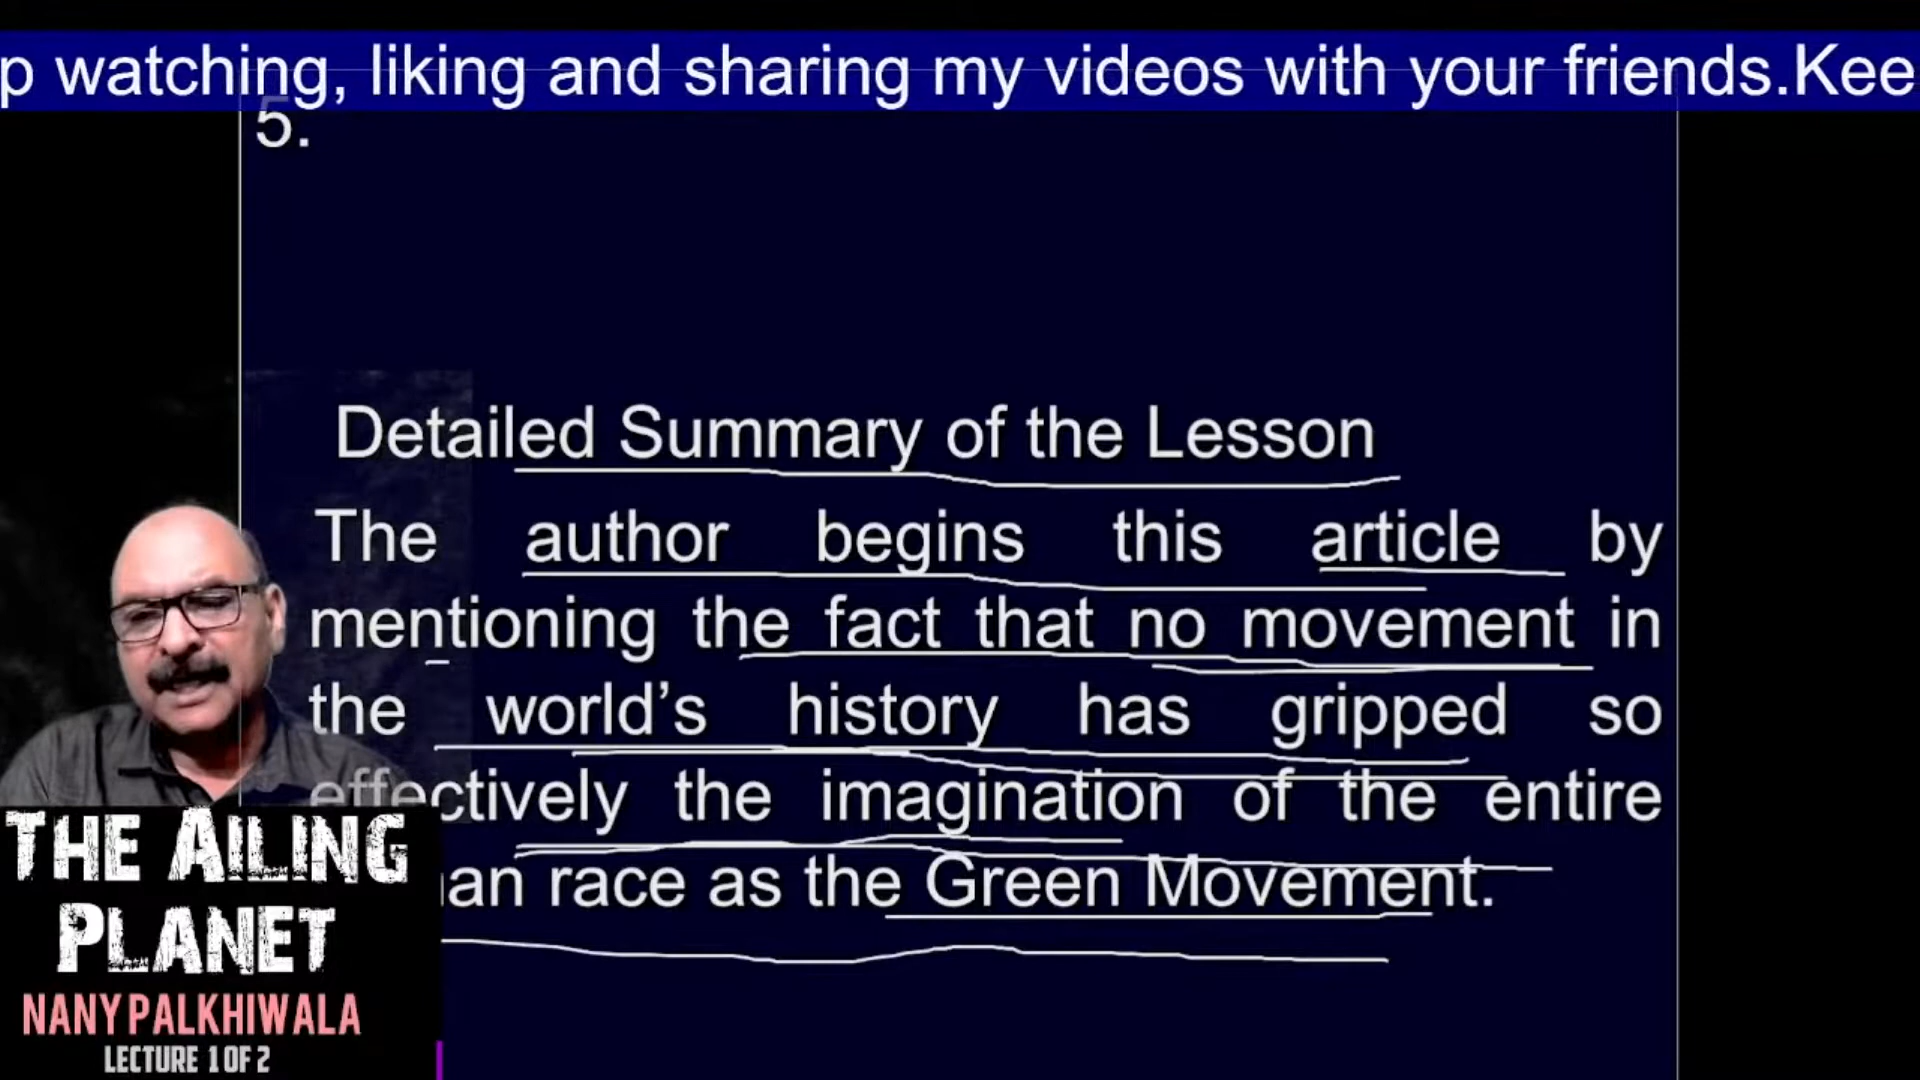 p watching, liking and sharing my videos with your friends.Kee
5.
Detailed Summary of the Lesson
The author begins this article by
mentioning the fact that no movement in
the world’s history has gripped so
effectively the imagination of the entire
an race as the Green Movement.
THE AILING
PLANET
NANY PALKHIWALA
LECTURE 1 OF 2